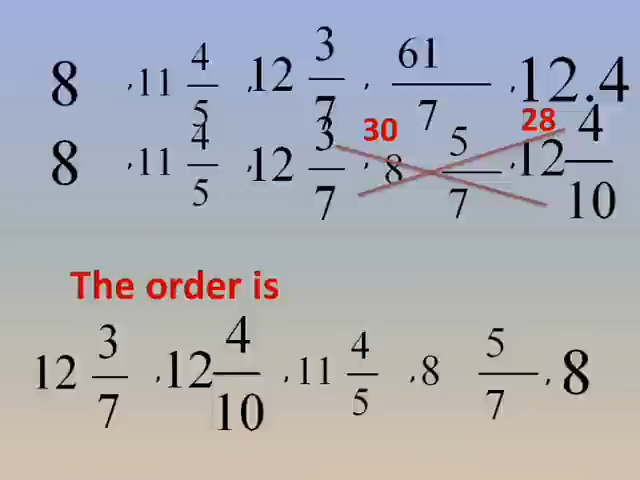 8 , 11 4/5 , 12 3/7 , 61/7 , 12.4
30 28
8 , 11 4/5 , 12 3/7 , 8 5/7 , 12 4/10
The order is
12 3/7 , 12 4/10 , 11 4/5 , 8 5/7 , 8